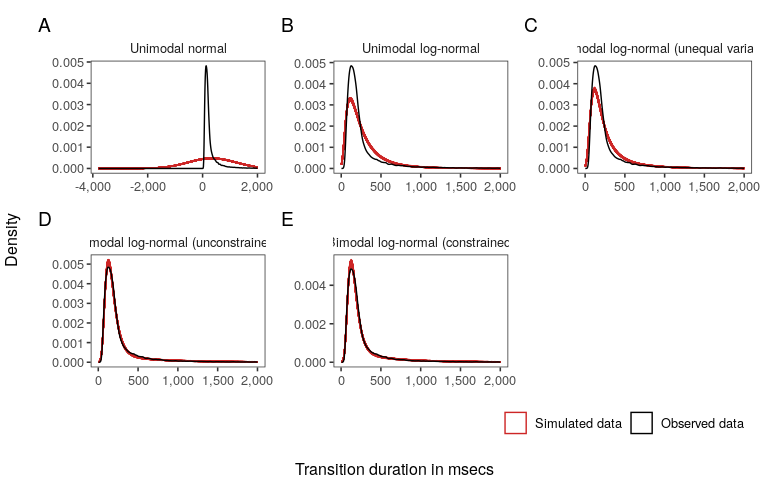 A B C
Unimodal normal Unimodal log-normal modal log-normal (unequal varia
0.005 0.005 0.005
0.004 0.004 0.004
0.003 0.003 0.003
0.002 0.002 0.002
0.001 0.001 0.001
0.000 0.000 0.000
-4,000 -2,000 0 2,000 0 500 1,000 1,500 2,000 0 500 1,000 1,500 2,000
D E
modal log-normal (unconstraine Bimodal log-normal (constrained
0.005
0.004 0.004
0.003
0.002 0.002
0.001
0.000 0.000
0 500 1,000 1,500 2,000 0 500 1,000 1,500 2,000
Density
Simulated data Observed data
Transition duration in msecs